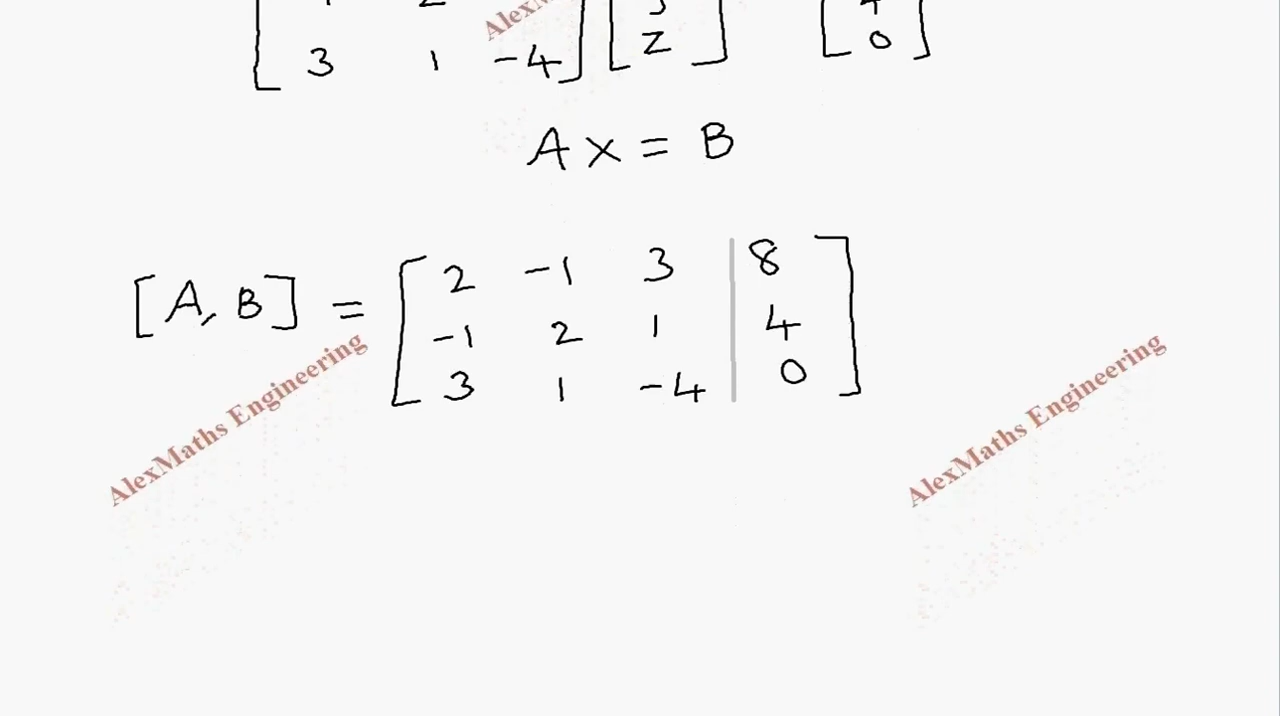 3 1 -4 z 0
A x = B
[A, B] = [ 2 -1 3 | 8
-1 2 1 | 4
3 1 -4 | 0 ]
AlexMaths Engineering
AlexMaths Engineering